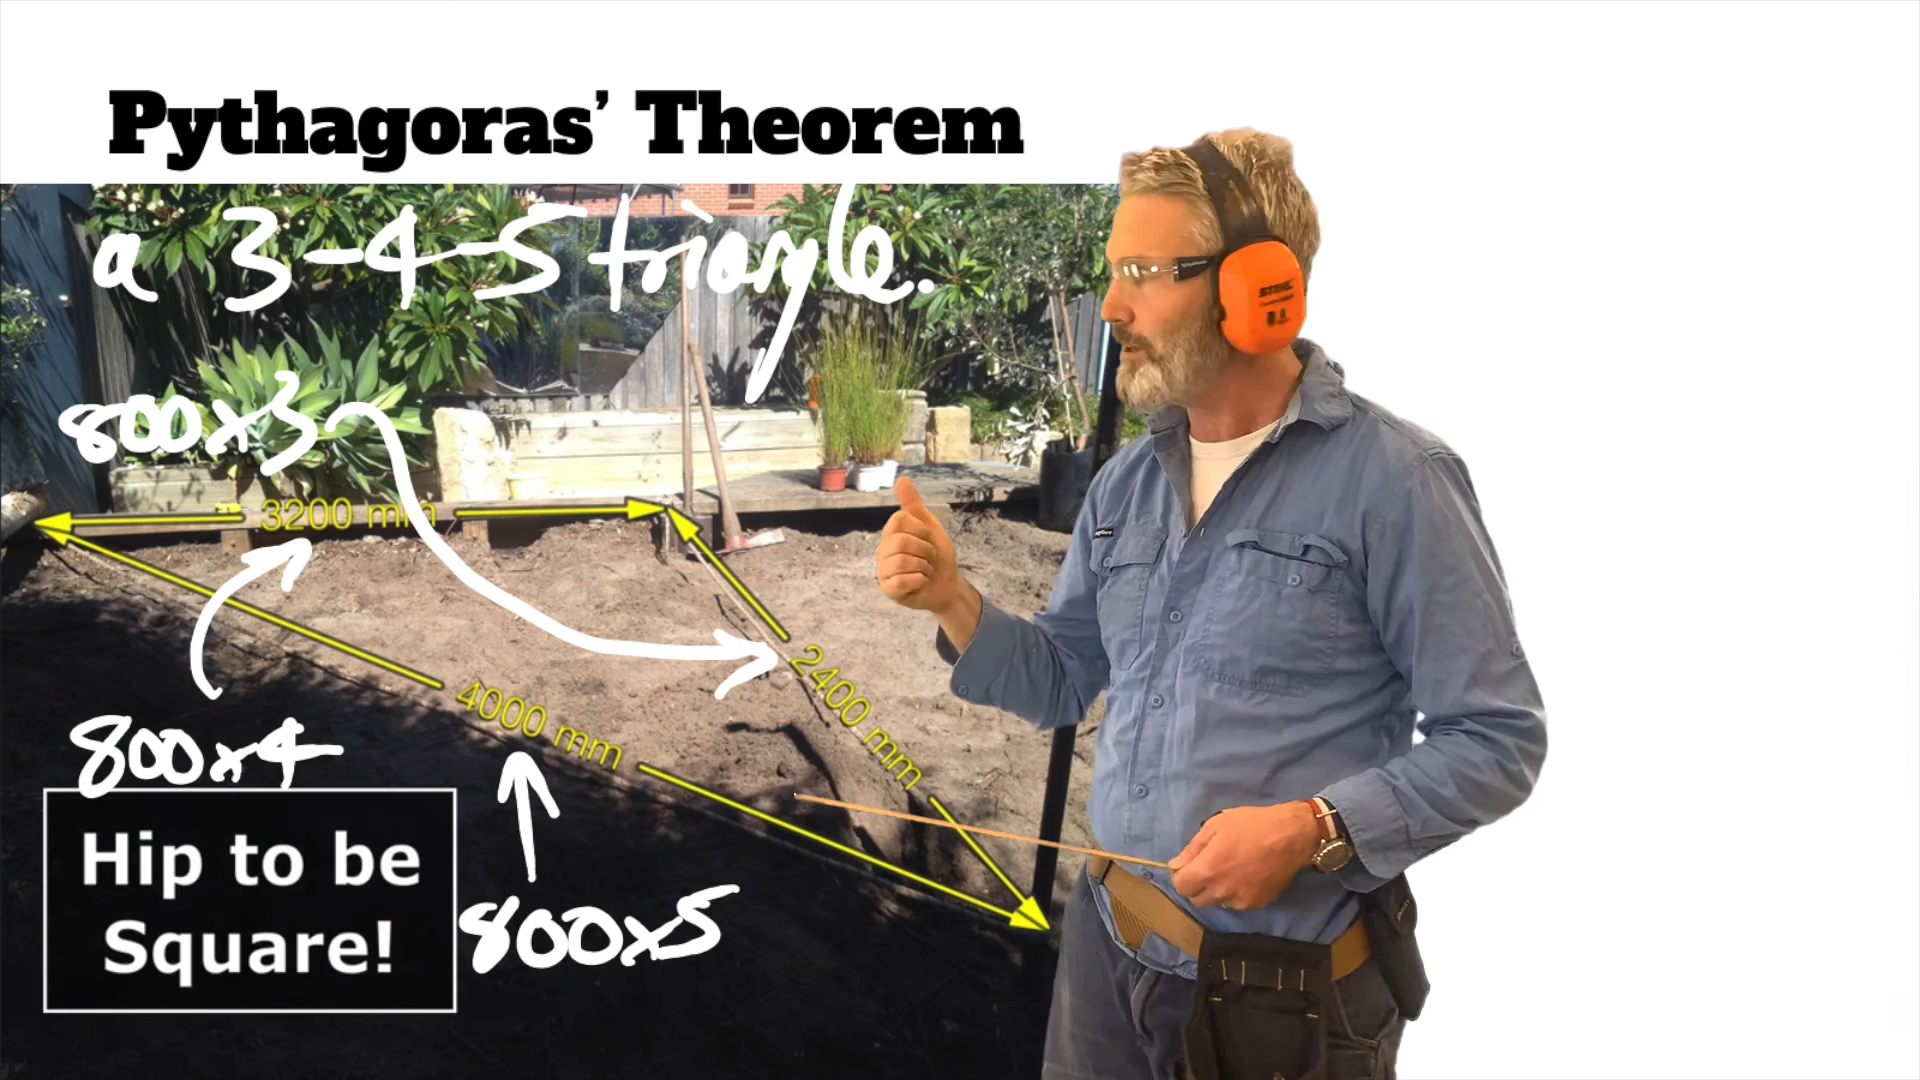 Pythagoras' Theorem
a 3-4-5 triangle.
800x3
3200 mm
2400 mm
4000 mm
800x4
800x5
Hip to be
Square!
STIHL